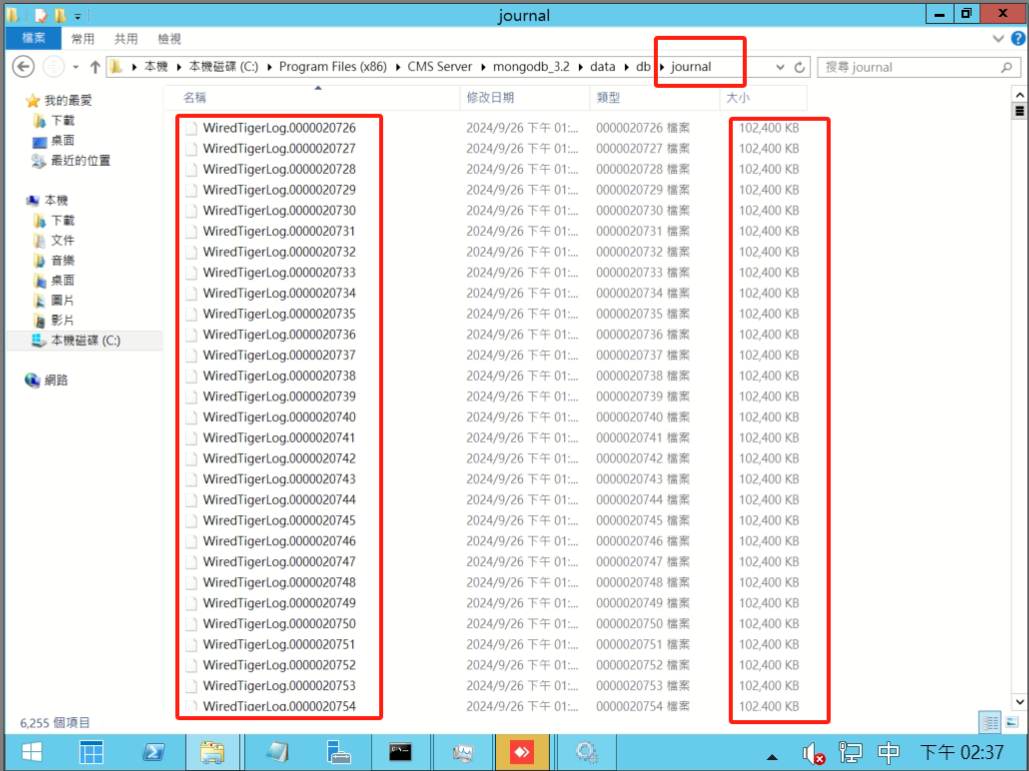 journal
檔案 常用 共用 檢視
本機 本機磁碟 (C:) Program Files (x86) CMS Server mongodb_3.2 data db journal 搜尋 journal
名稱 修改日期 類型 大小
我的最愛
下載
桌面
最近的位置
本機
下載
文件
音樂
桌面
圖片
影片
本機磁碟 (C:)
網路
WiredTigerLog.0000020726 2024/9/26 下午 01:... 0000020726 檔案 102,400 KB
WiredTigerLog.0000020727 2024/9/26 下午 01:... 0000020727 檔案 102,400 KB
WiredTigerLog.0000020728 2024/9/26 下午 01:... 0000020728 檔案 102,400 KB
WiredTigerLog.0000020729 2024/9/26 下午 01:... 0000020729 檔案 102,400 KB
WiredTigerLog.0000020730 2024/9/26 下午 01:... 0000020730 檔案 102,400 KB
WiredTigerLog.0000020731 2024/9/26 下午 01:... 0000020731 檔案 102,400 KB
WiredTigerLog.0000020732 2024/9/26 下午 01:... 0000020732 檔案 102,400 KB
WiredTigerLog.0000020733 2024/9/26 下午 01:... 0000020733 檔案 102,400 KB
WiredTigerLog.0000020734 2024/9/26 下午 01:... 0000020734 檔案 102,400 KB
WiredTigerLog.0000020735 2024/9/26 下午 01:... 0000020735 檔案 102,400 KB
WiredTigerLog.0000020736 2024/9/26 下午 01:... 0000020736 檔案 102,400 KB
WiredTigerLog.0000020737 2024/9/26 下午 01:... 0000020737 檔案 102,400 KB
WiredTigerLog.0000020738 2024/9/26 下午 01:... 0000020738 檔案 102,400 KB
WiredTigerLog.0000020739 2024/9/26 下午 01:... 0000020739 檔案 102,400 KB
WiredTigerLog.0000020740 2024/9/26 下午 01:... 0000020740 檔案 102,400 KB
WiredTigerLog.0000020741 2024/9/26 下午 01:... 0000020741 檔案 102,400 KB
WiredTigerLog.0000020742 2024/9/26 下午 01:... 0000020742 檔案 102,400 KB
WiredTigerLog.0000020743 2024/9/26 下午 01:... 0000020743 檔案 102,400 KB
WiredTigerLog.0000020744 2024/9/26 下午 01:... 0000020744 檔案 102,400 KB
WiredTigerLog.0000020745 2024/9/26 下午 01:... 0000020745 檔案 102,400 KB
WiredTigerLog.0000020746 2024/9/26 下午 01:... 0000020746 檔案 102,400 KB
WiredTigerLog.0000020747 2024/9/26 下午 01:... 0000020747 檔案 102,400 KB
WiredTigerLog.0000020748 2024/9/26 下午 01:... 0000020748 檔案 102,400 KB
WiredTigerLog.0000020749 2024/9/26 下午 01:... 0000020749 檔案 102,400 KB
WiredTigerLog.0000020750 2024/9/26 下午 01:... 0000020750 檔案 102,400 KB
WiredTigerLog.0000020751 2024/9/26 下午 01:... 0000020751 檔案 102,400 KB
WiredTigerLog.0000020752 2024/9/26 下午 01:... 0000020752 檔案 102,400 KB
WiredTigerLog.0000020753 2024/9/26 下午 01:... 0000020753 檔案 102,400 KB
WiredTigerLog.0000020754 2024/9/26 下午 01:... 0000020754 檔案 102,400 KB
6,255 個項目
中 下午 02:37